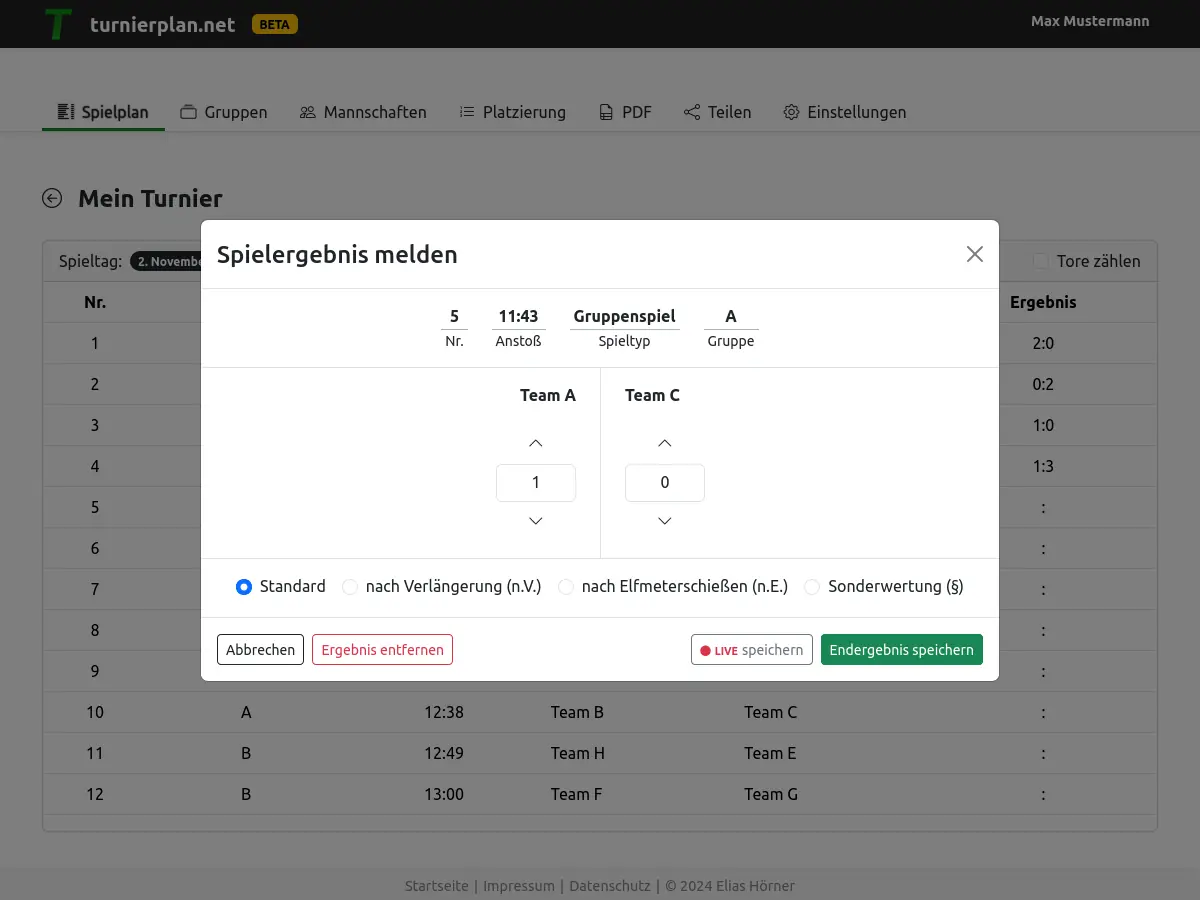 turnierplan.net BETA Max Mustermann
Spielplan Gruppen Mannschaften Platzierung PDF Teilen Einstellungen
Mein Turnier
Spieltag: 2. Novembe Tore zählen
Nr. Ergebnis
1 2:0
2 0:2
3 1:0
4 1:3
5 :
6 :
7 :
8 :
9 :
10 A 12:38 Team B Team C :
11 B 12:49 Team H Team E :
12 B 13:00 Team F Team G :
Spielergebnis melden
5 11:43 Gruppenspiel A
Nr. Anstoß Spieltyp Gruppe
Team A Team C
1 0
Standard nach Verlängerung (n.V.) nach Elfmeterschießen (n.E.) Sonderwertung (§)
Abbrechen Ergebnis entfernen LIVE speichern Endergebnis speichern
Startseite | Impressum | Datenschutz | © 2024 Elias Hörner